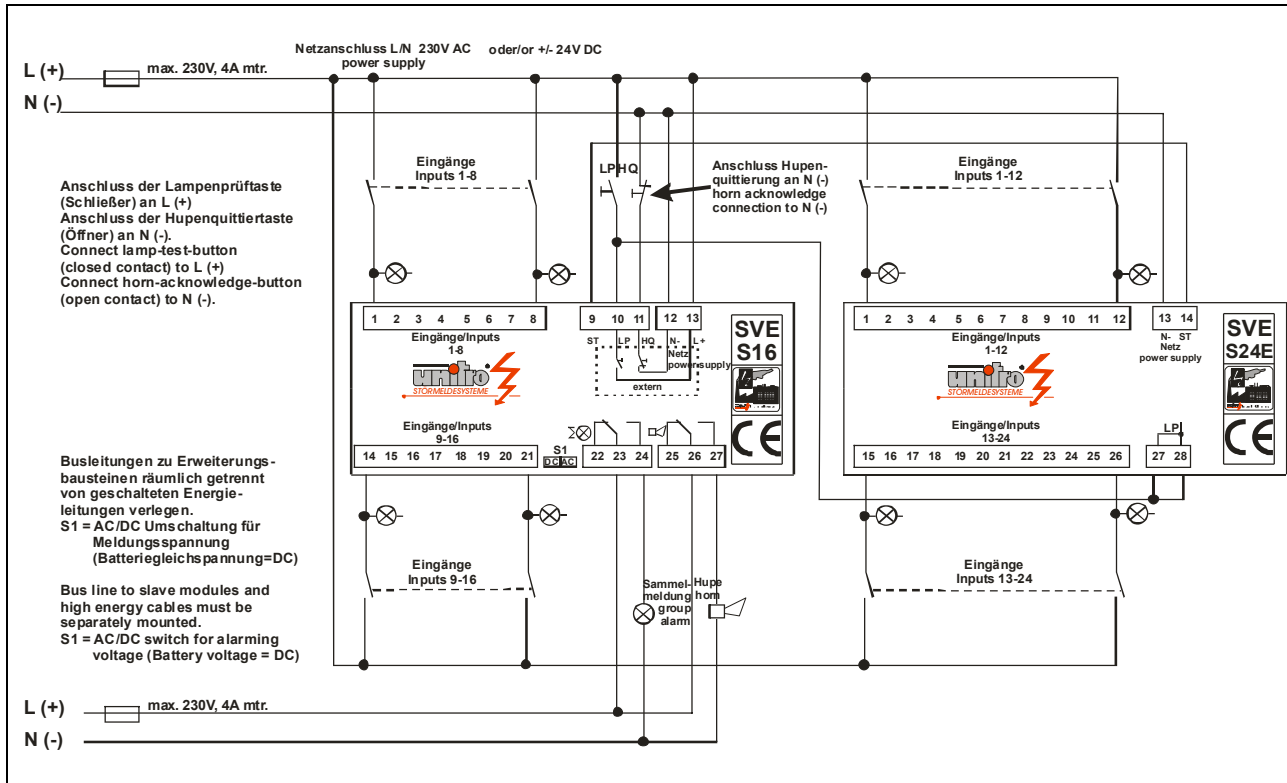 Netzanschluss L/N 230V AC oder/or +/- 24V DC
power supply
L (+)
max. 230V, 4A mtr.
N (-)
Anschluss der Lampenprüftaste
(Schließer) an L (+)
Anschluss der Hupenquittiertaste
(Öffner) an N (-).
Connect lamp-test-button
(closed contact) to L (+)
Connect horn-acknowledge-button
(open contact) to N (-).
Eingänge
Inputs 1-8
LP HQ
Anschluss Hupen-
quittierung an N (-)
horn acknowledge
connection to N (-)
Eingänge
Inputs 1-12
1 2 3 4 5 6 7 8
Eingänge/Inputs
1-8
unitro
STÖRMELDESYSTEME
9 10 11 12 13
ST LP HQ N- L+
Netz
power supply
extern
SVE
S16
CE
Eingänge/Inputs
9-16
14 15 16 17 18 19 20 21
S1
DC AC
Σ
22 23 24
25 26 27
1 2 3 4 5 6 7 8 9 10 11 12
Eingänge/Inputs
1-12
unitro
STÖRMELDESYSTEME
13 14
N- ST
Netz
power supply
SVE
S24E
CE
Eingänge/Inputs
13-24
15 16 17 18 19 20 21 22 23 24 25 26
LP
27 28
Busleitungen zu Erweiterungs-
bausteinen räumlich getrennt
von geschalteten Energie-
leitungen verlegen.
S1 = AC/DC Umschaltung für
Meldungsspannung
(Batteriegleichspannung=DC)
Bus line to slave modules and
high energy cables must be
separately mounted.
S1 = AC/DC switch for alarming
voltage (Battery voltage = DC)
Eingänge
Inputs 9-16
Sammel-
meldung
group
alarm
Hupe
horn
Eingänge
Inputs 13-24
L (+)
max. 230V, 4A mtr.
N (-)